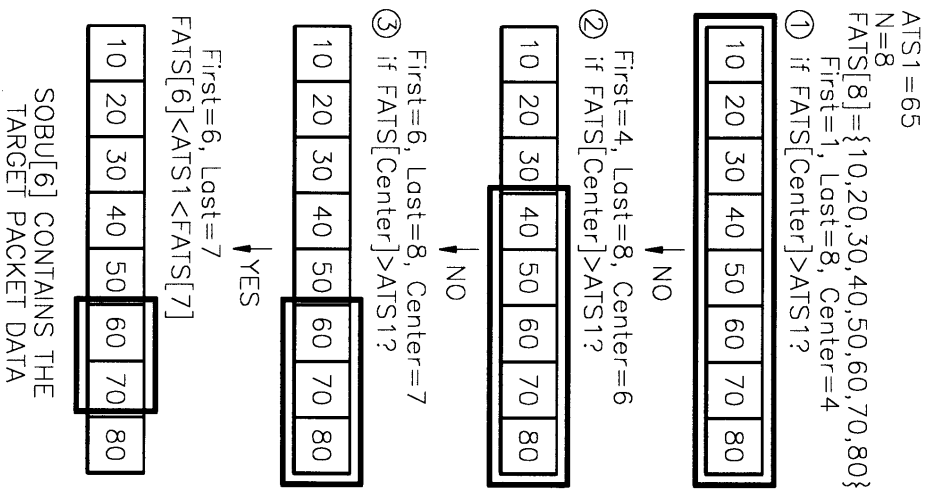 ATS1=65
N=8
FATS[8]={10,20,30,40,50,60,70,80}
First=1, Last=8, Center=4
① if FATS[Center]>ATS1?
10 20 30 40 50 60 70 80
NO
First=4, Last=8, Center=6
② if FATS[Center]>ATS1?
10 20 30 40 50 60 70 80
NO
First=6, Last=8, Center=7
③ if FATS[Center]>ATS1?
10 20 30 40 50 60 70 80
YES
First=6, Last=7
FATS[6]<ATS1<FATS[7]
10 20 30 40 50 60 70 80
SOBU[6] CONTAINS THE
TARGET PACKET DATA